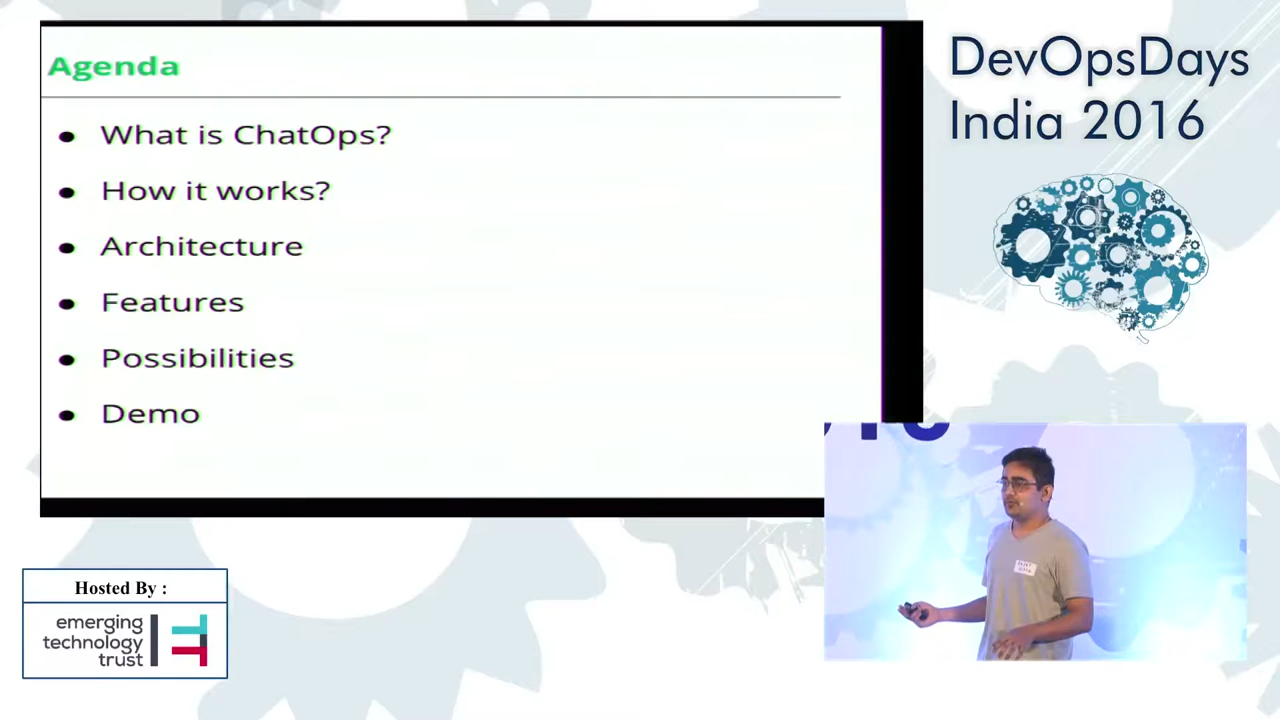 Agenda
● What is ChatOps?
● How it works?
● Architecture
● Features
● Possibilities
● Demo
DevOpsDays
India 2016
Hosted By :
emerging
technology
trust